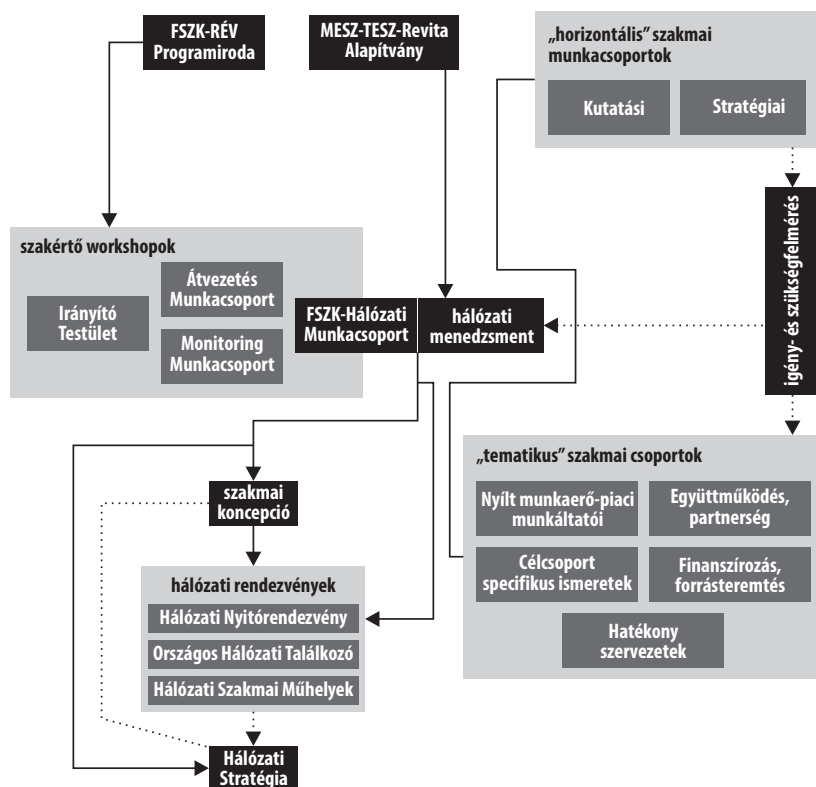 FSZK-RÉV
Programiroda
MESZ-TESZ-Revita
Alapítvány
„horizontális” szakmai
munkacsoportok
Kutatási
Stratégiai
igény- és szükségfelmérés
szakértő workshopok
Irányító
Testület
Átvezetés
Munkacsoport
Monitoring
Munkacsoport
FSZK-Hálózati
Munkacsoport
hálózati
menedzsment
„tematikus” szakmai csoportok
Nyílt munkaerő-piaci
munkáltatói
Együttműködés,
partnerség
Célcsoport
specifikus ismeretek
Finanszírozás,
forrásteremtés
Hatékony
szervezetek
szakmai
koncepció
hálózati rendezvények
Hálózati Nyitórendezvény
Országos Hálózati Találkozó
Hálózati Szakmai Műhelyek
Hálózati
Stratégia